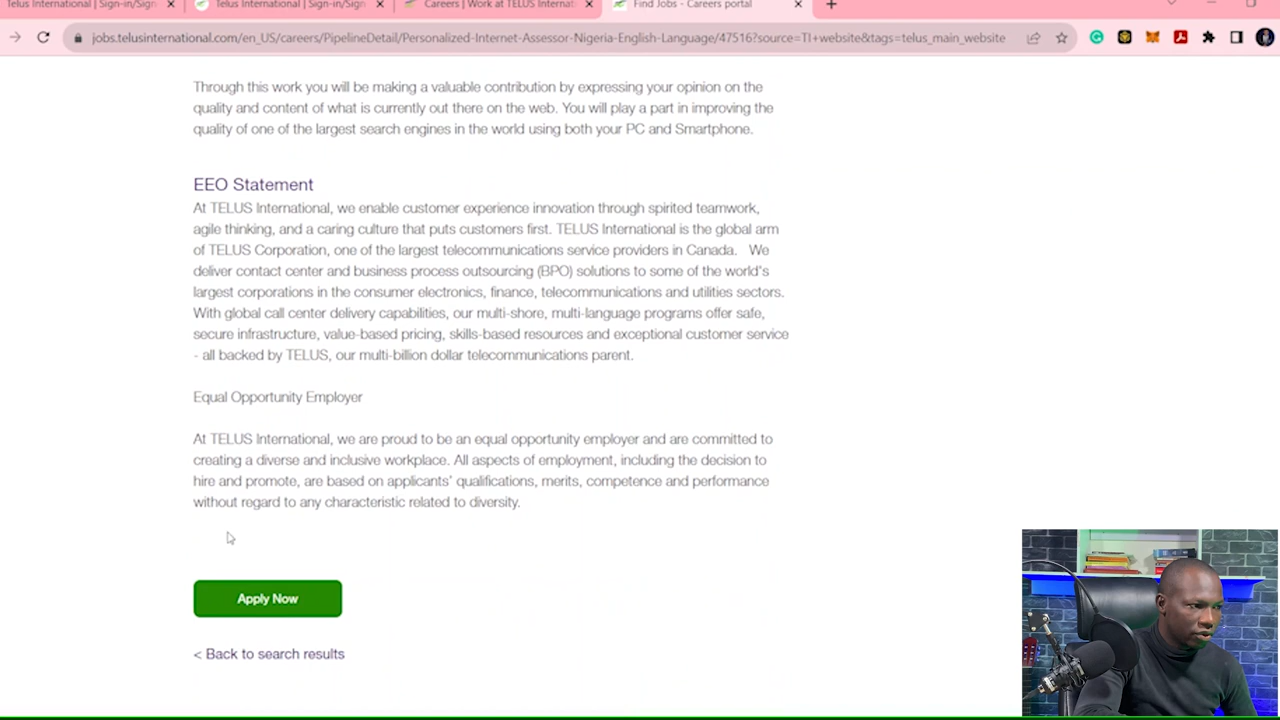 Telus International | Sign-in/Sign
Telus International | Sign-in/Sign
Careers | Work at TELUS Internat
Find Jobs - Careers portal
jobs.telusinternational.com/en_US/careers/PipelineDetail/Personalized-Internet-Assessor-Nigeria-English-Language/47516?source=TI+website&tags=telus_main_website
Through this work you will be making a valuable contribution by expressing your opinion on the
quality and content of what is currently out there on the web. You will play a part in improving the
quality of one of the largest search engines in the world using both your PC and Smartphone.
EEO Statement
At TELUS International, we enable customer experience innovation through spirited teamwork,
agile thinking, and a caring culture that puts customers first. TELUS International is the global arm
of TELUS Corporation, one of the largest telecommunications service providers in Canada. We
deliver contact center and business process outsourcing (BPO) solutions to some of the world's
largest corporations in the consumer electronics, finance, telecommunications and utilities sectors.
With global call center delivery capabilities, our multi-shore, multi-language programs offer safe,
secure infrastructure, value-based pricing, skills-based resources and exceptional customer service
- all backed by TELUS, our multi-billion dollar telecommunications parent.
Equal Opportunity Employer
At TELUS International, we are proud to be an equal opportunity employer and are committed to
creating a diverse and inclusive workplace. All aspects of employment, including the decision to
hire and promote, are based on applicants' qualifications, merits, competence and performance
without regard to any characteristic related to diversity.
Apply Now
< Back to search results